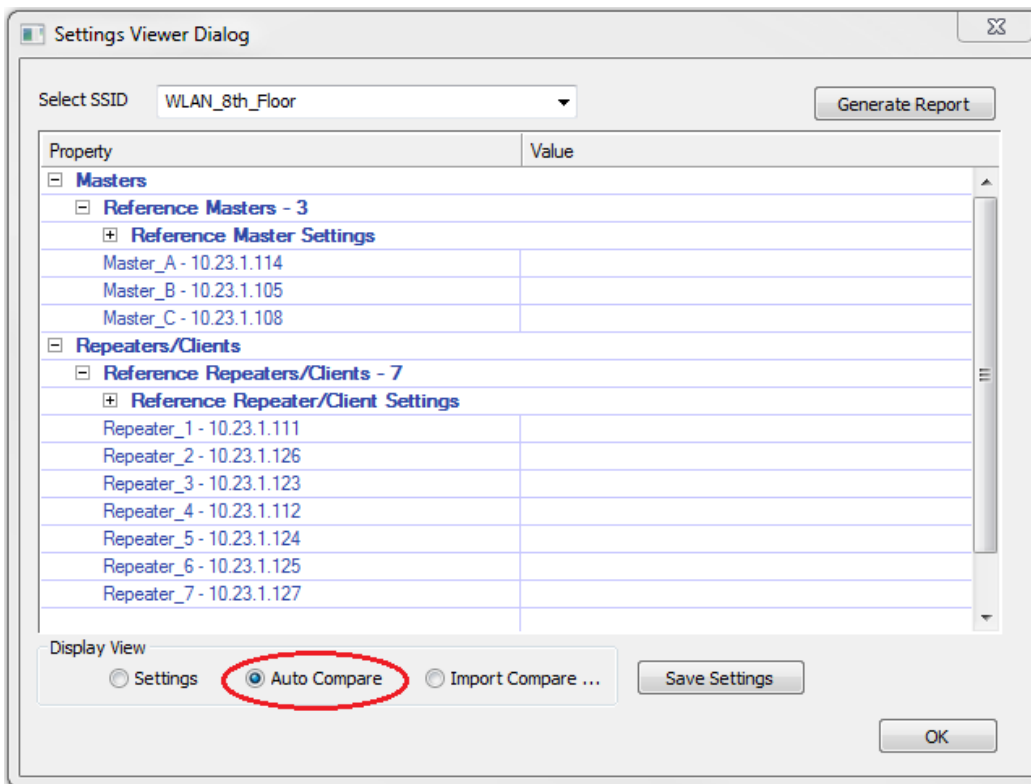 Settings Viewer Dialog
Select SSID WLAN_8th_Floor Generate Report
Property Value
Masters
Reference Masters - 3
Reference Master Settings
Master_A - 10.23.1.114
Master_B - 10.23.1.105
Master_C - 10.23.1.108
Repeaters/Clients
Reference Repeaters/Clients - 7
Reference Repeater/Client Settings
Repeater_1 - 10.23.1.111
Repeater_2 - 10.23.1.126
Repeater_3 - 10.23.1.123
Repeater_4 - 10.23.1.112
Repeater_5 - 10.23.1.124
Repeater_6 - 10.23.1.125
Repeater_7 - 10.23.1.127
Display View
Settings Auto Compare Import Compare ... Save Settings
OK